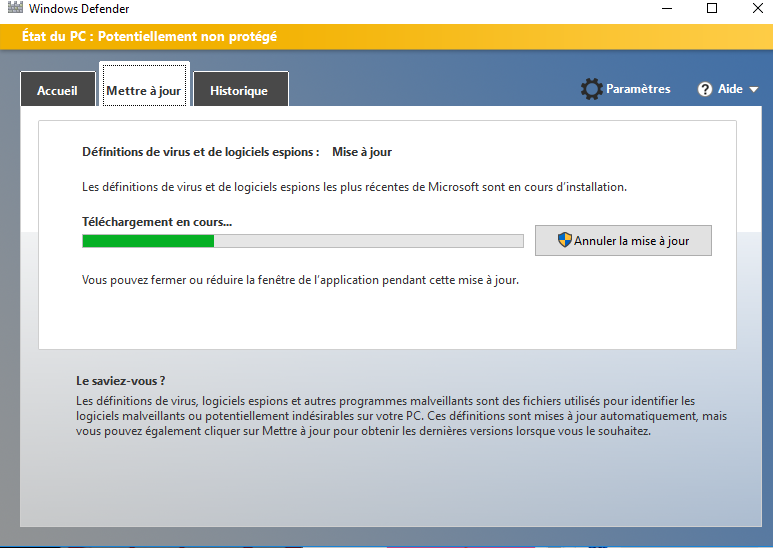 Windows Defender
État du PC : Potentiellement non protégé
Accueil
Mettre à jour
Historique
Paramètres
? Aide
Définitions de virus et de logiciels espions : Mise à jour
Les définitions de virus et de logiciels espions les plus récentes de Microsoft sont en cours d'installation.
Téléchargement en cours...
Annuler la mise à jour
Vous pouvez fermer ou réduire la fenêtre de l'application pendant cette mise à jour.
Le saviez-vous ?
Les définitions de virus, logiciels espions et autres programmes malveillants sont des fichiers utilisés pour identifier les
logiciels malveillants ou potentiellement indésirables sur votre PC. Ces définitions sont mises à jour automatiquement, mais
vous pouvez également cliquer sur Mettre à jour pour obtenir les dernières versions lorsque vous le souhaitez.